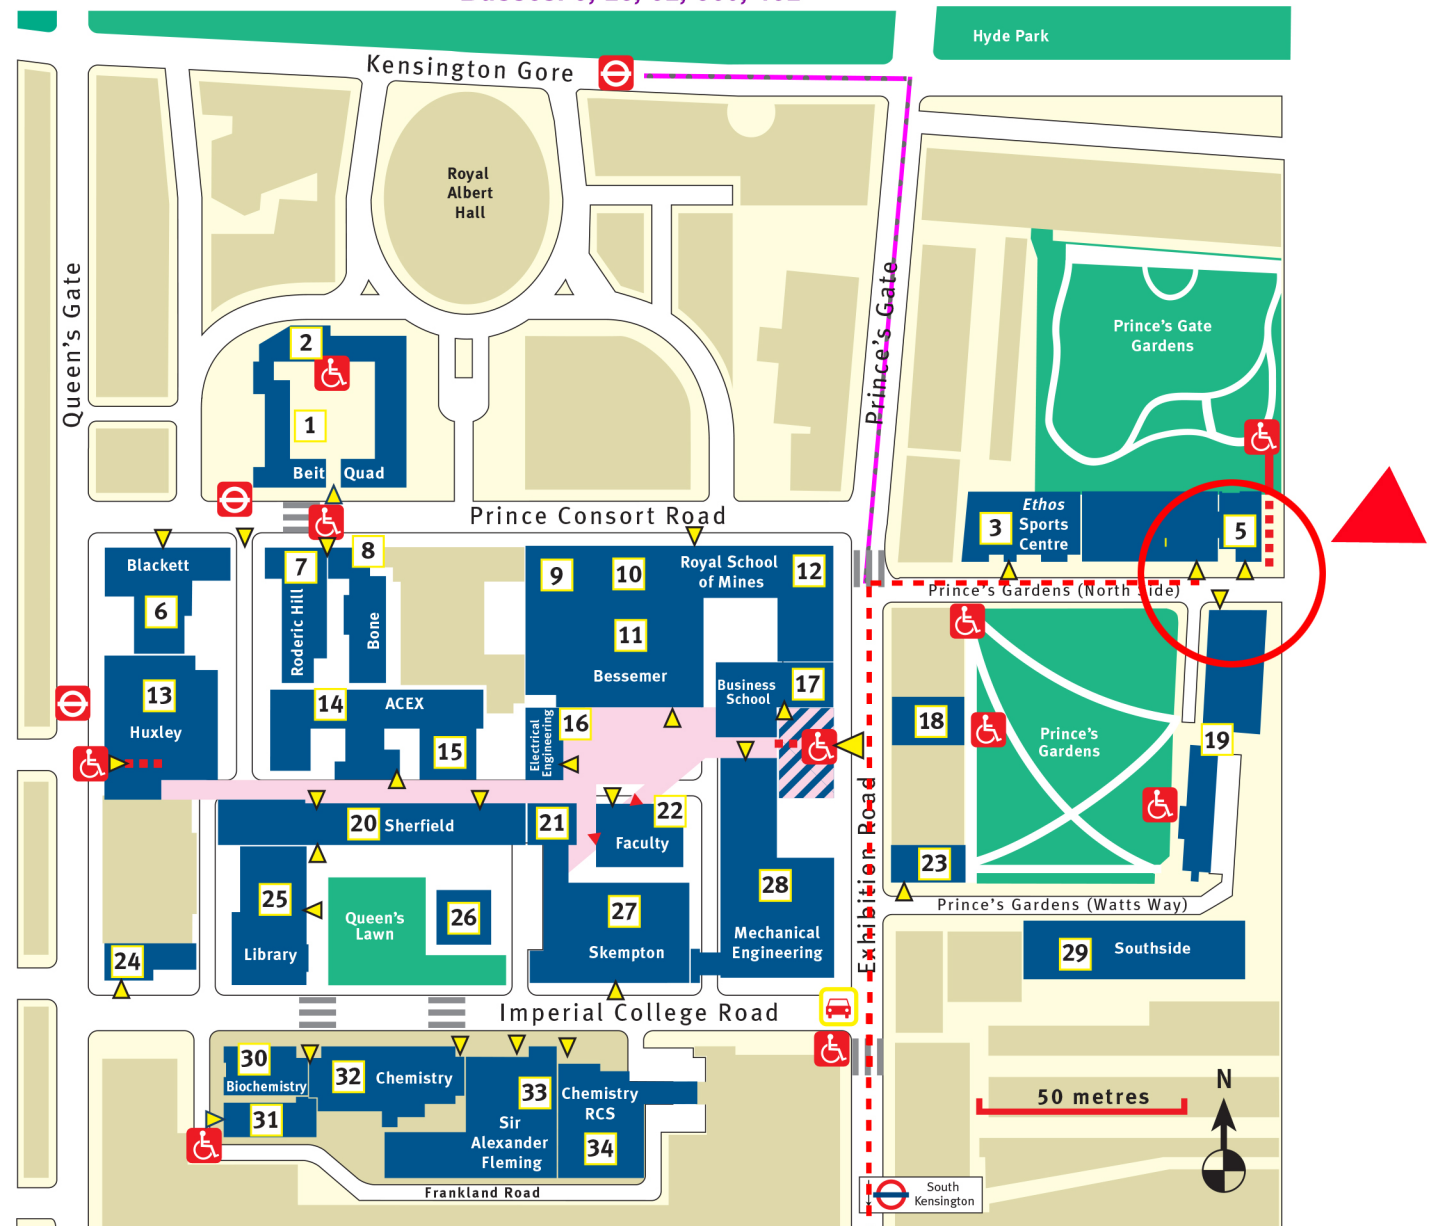 Hyde Park
Kensington Gore
Royal
Albert
Hall
Queen's Gate
Prince's Gate
Prince's Gate
Gardens
2
1
Beit Quad
Prince Consort Road
3
Ethos
Sports
Centre
5
Prince's Gardens (North Side)
Blackett
6
7
Roderic Hill
8
Bone
9
10
Royal School
of Mines
12
11
Bessemer
13
Huxley
14
ACEX
15
Electrical
Engineering
16
Business
School
17
18
Prince's
Gardens
19
20
Sherfield
21
22
Faculty
23
Exhibition Road
Prince's Gardens (Watts Way)
24
25
Library
Queen's
Lawn
26
27
Skempton
28
Mechanical
Engineering
29
Southside
Imperial College Road
30
Biochemistry
31
32
Chemistry
33
Sir
Alexander
Fleming
Chemistry
RCS
34
Frankland Road
50 metres
N
South
Kensington